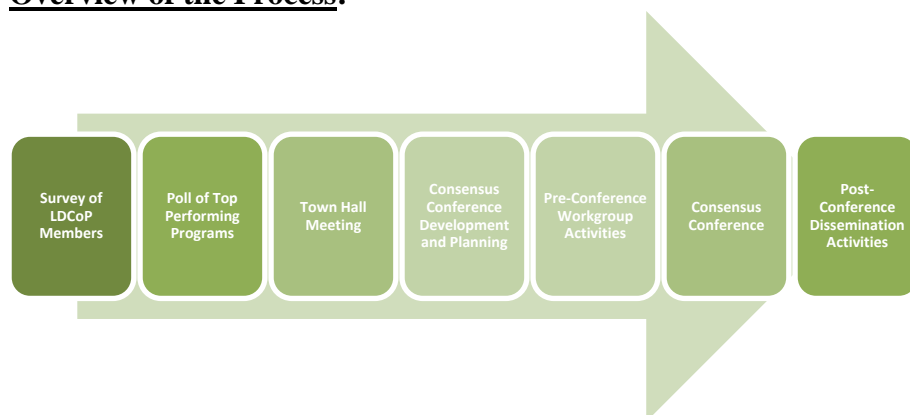 Overview of the Process:
Survey of
LDCoP
Members
Poll of Top
Performing
Programs
Town Hall
Meeting
Consensus
Conference
Development
and Planning
Pre-Conference
Workgroup
Activities
Consensus
Conference
Post-
Conference
Dissemination
Activities